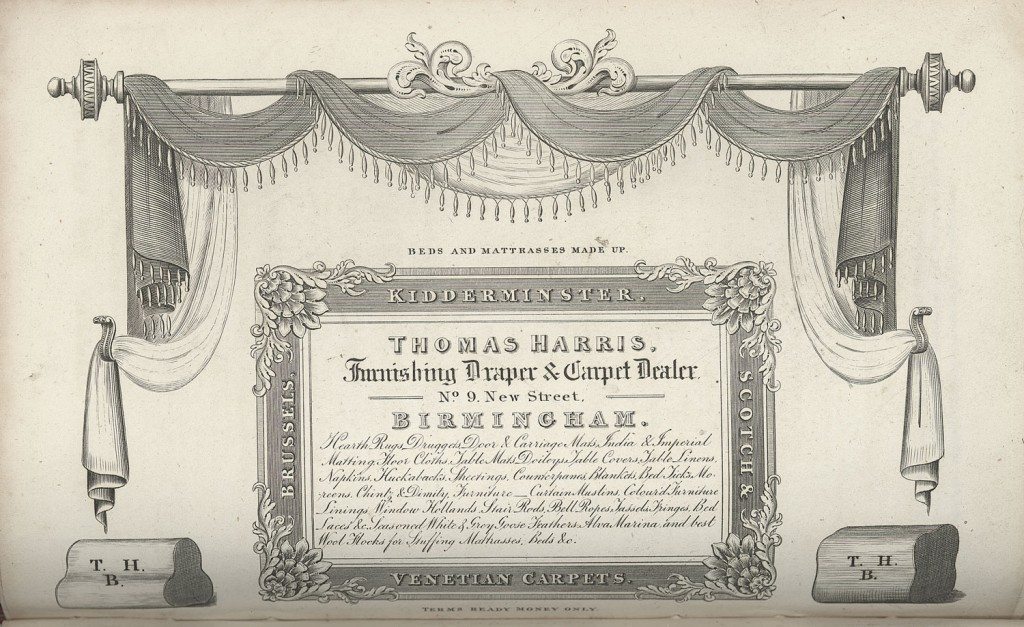 BEDS AND MATTRASSES MADE UP.
KIDDERMINSTER.
BRUSSELS.
SCOTCH &
THOMAS HARRIS,
Furnishing Draper & Carpet Dealer.
No 9. New Street,
BIRMINGHAM.
Hearth Rugs, Druggets, Door & Carriage Mats, India & Imperial
Matting, Floor Cloths, Table Mats, Doileys, Table Covers, Table Linens,
Napkins, Huckabacks, Sheetings, Counterpanes, Blankets, Bed Ticks, Mo-
reens, Chintz & Dimity, Furniture_Curtain Muslins, Colour'd Furniture
Linings, Window Hollands, Stair Rods, Bell Ropes, Tassels, Fringes, Bed
Laces &c. Seasoned White & Grey Goose Feathers, Alva Marina and best
Wool Flocks for Stuffing Mattrasses, Beds &c.
VENETIAN CARPETS.
T. H.
B.
T. H.
B.
TERMS READY MONEY ONLY